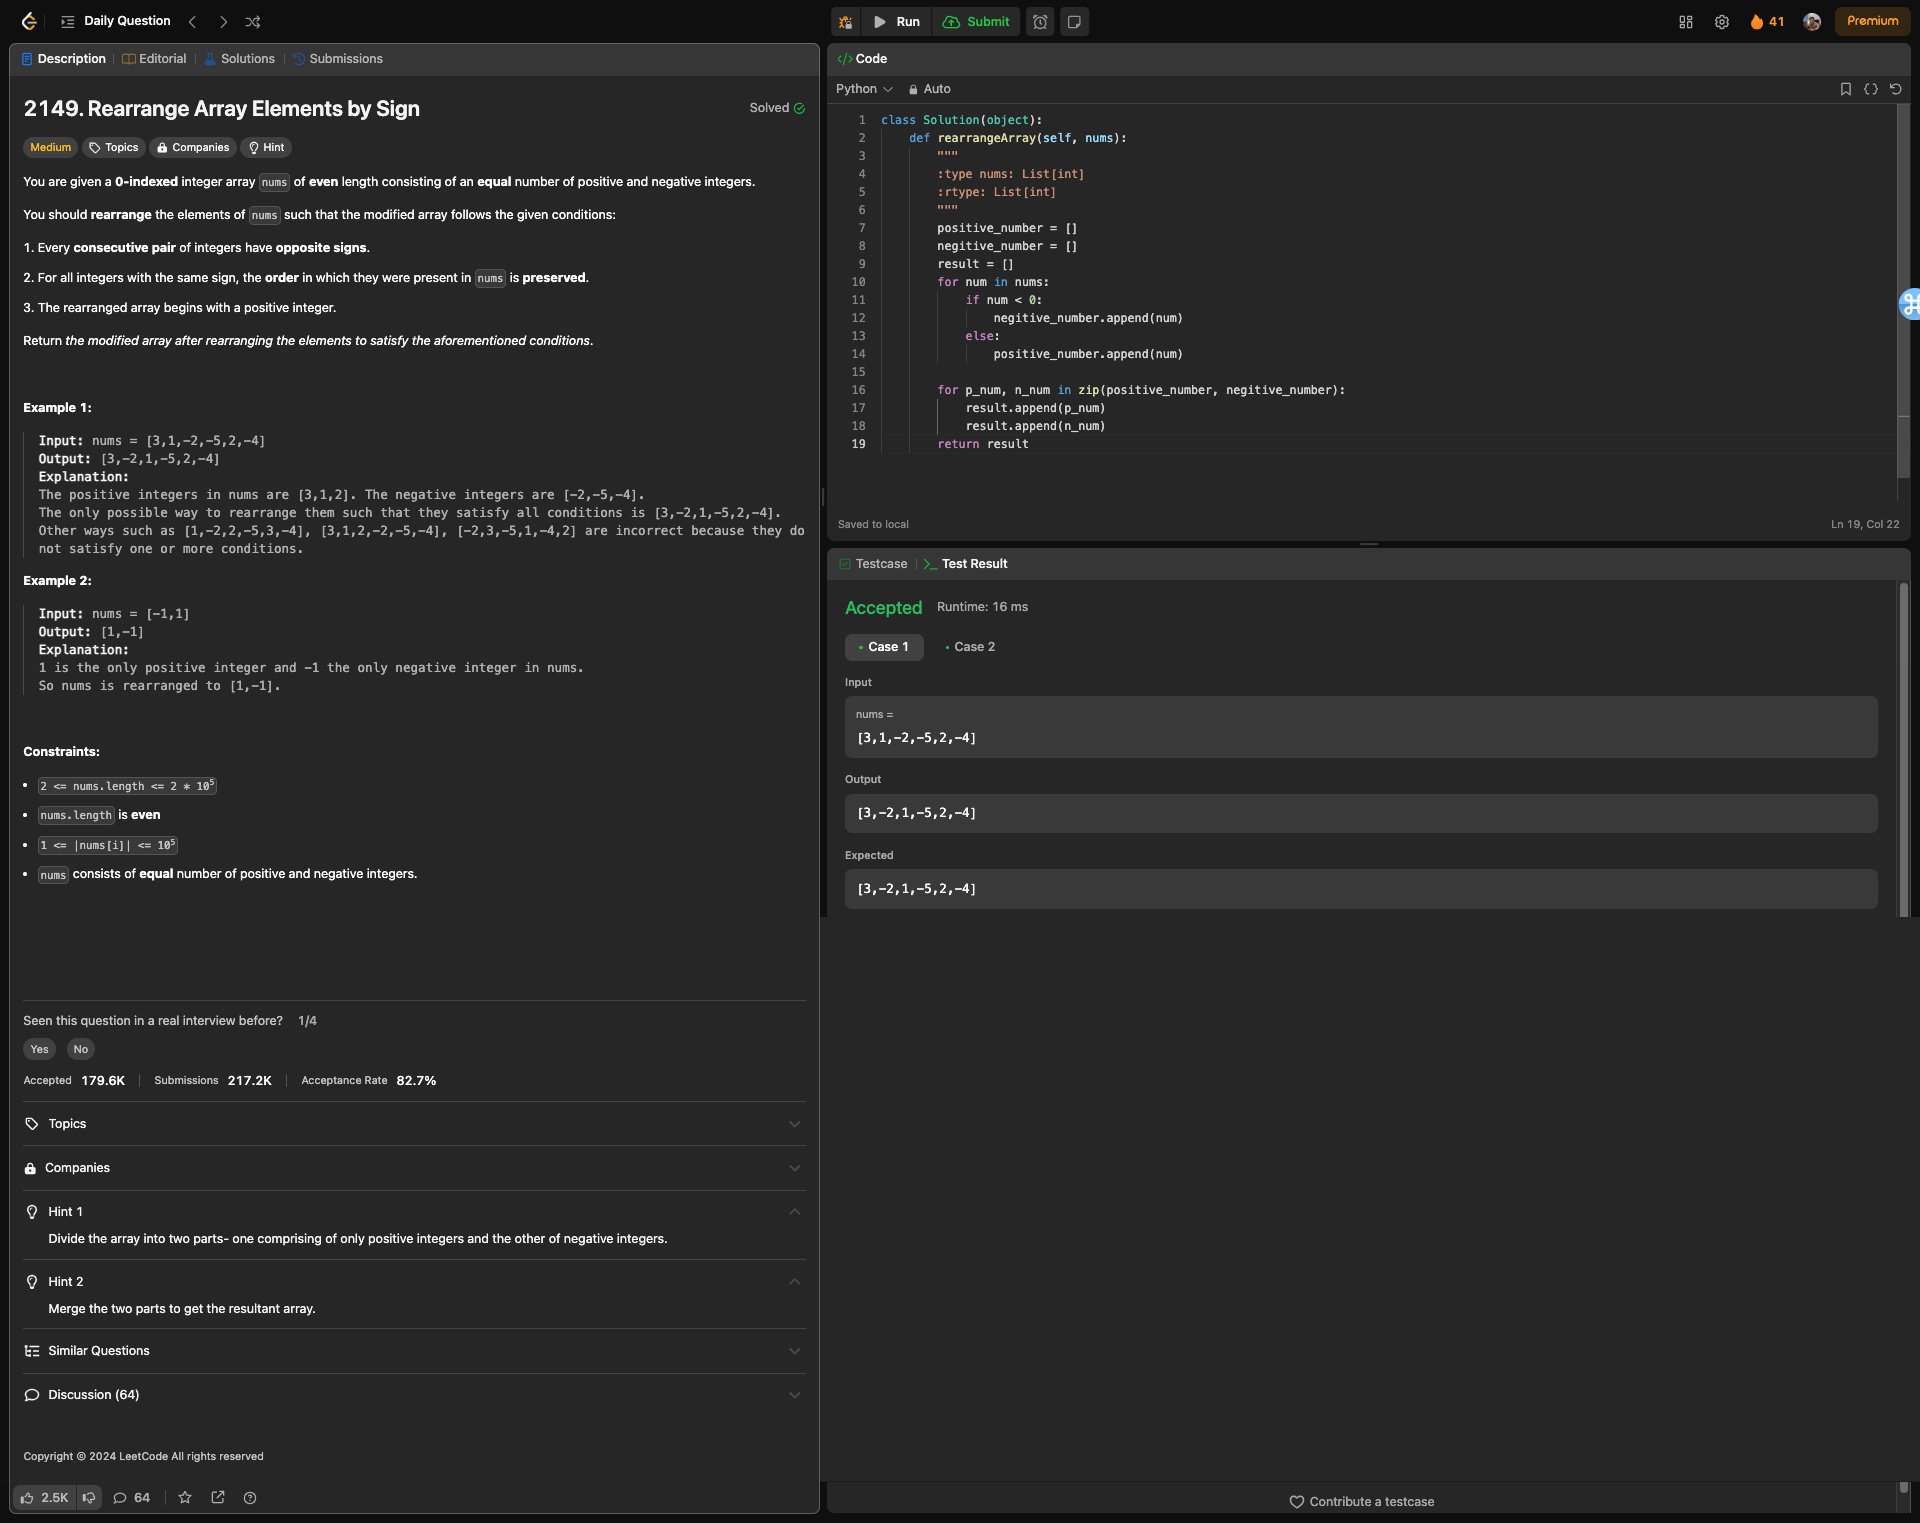 Daily Question
Run
Submit
41
Premium
Description
Editorial
Solutions
Submissions
2149. Rearrange Array Elements by Sign
Solved
Medium
Topics
Companies
Hint
You are given a 0-indexed integer array nums of even length consisting of an equal number of positive and negative integers.
You should rearrange the elements of nums such that the modified array follows the given conditions:
1. Every consecutive pair of integers have opposite signs.
2. For all integers with the same sign, the order in which they were present in nums is preserved.
3. The rearranged array begins with a positive integer.
Return the modified array after rearranging the elements to satisfy the aforementioned conditions.
Example 1:
Input: nums = [3,1,-2,-5,2,-4]
Output: [3,-2,1,-5,2,-4]
Explanation:
The positive integers in nums are [3,1,2]. The negative integers are [-2,-5,-4].
The only possible way to rearrange them such that they satisfy all conditions is [3,-2,1,-5,2,-4].
Other ways such as [1,-2,2,-5,3,-4], [3,1,2,-2,-5,-4], [-2,3,-5,1,-4,2] are incorrect because they do
not satisfy one or more conditions.
Example 2:
Input: nums = [-1,1]
Output: [1,-1]
Explanation:
1 is the only positive integer and -1 the only negative integer in nums.
So nums is rearranged to [1,-1].
Constraints:
• 2 <= nums.length <= 2 * 10⁵
• nums.length is even
• 1 <= |nums[i]| <= 10⁵
• nums consists of equal number of positive and negative integers.
Seen this question in a real interview before? 1/4
Yes No
Accepted 179.6K Submissions 217.2K Acceptance Rate 82.7%
Topics
Companies
Hint 1
Divide the array into two parts- one comprising of only positive integers and the other of negative integers.
Hint 2
Merge the two parts to get the resultant array.
Similar Questions
Discussion (64)
Copyright © 2024 LeetCode All rights reserved
2.5K
64
</> Code
Python
Auto
1 class Solution(object):
2 def rearrangeArray(self, nums):
3 """
4 :type nums: List[int]
5 :rtype: List[int]
6 """
7 positive_number = []
8 negitive_number = []
9 result = []
10 for num in nums:
11 if num < 0:
12 negitive_number.append(num)
13 else:
14 positive_number.append(num)
15
16 for p_num, n_num in zip(positive_number, negitive_number):
17 result.append(p_num)
18 result.append(n_num)
19 return result
Saved to local
Ln 19, Col 22
Testcase
Test Result
Accepted Runtime: 16 ms
• Case 1 • Case 2
Input
nums =
[3,1,-2,-5,2,-4]
Output
[3,-2,1,-5,2,-4]
Expected
[3,-2,1,-5,2,-4]
Contribute a testcase